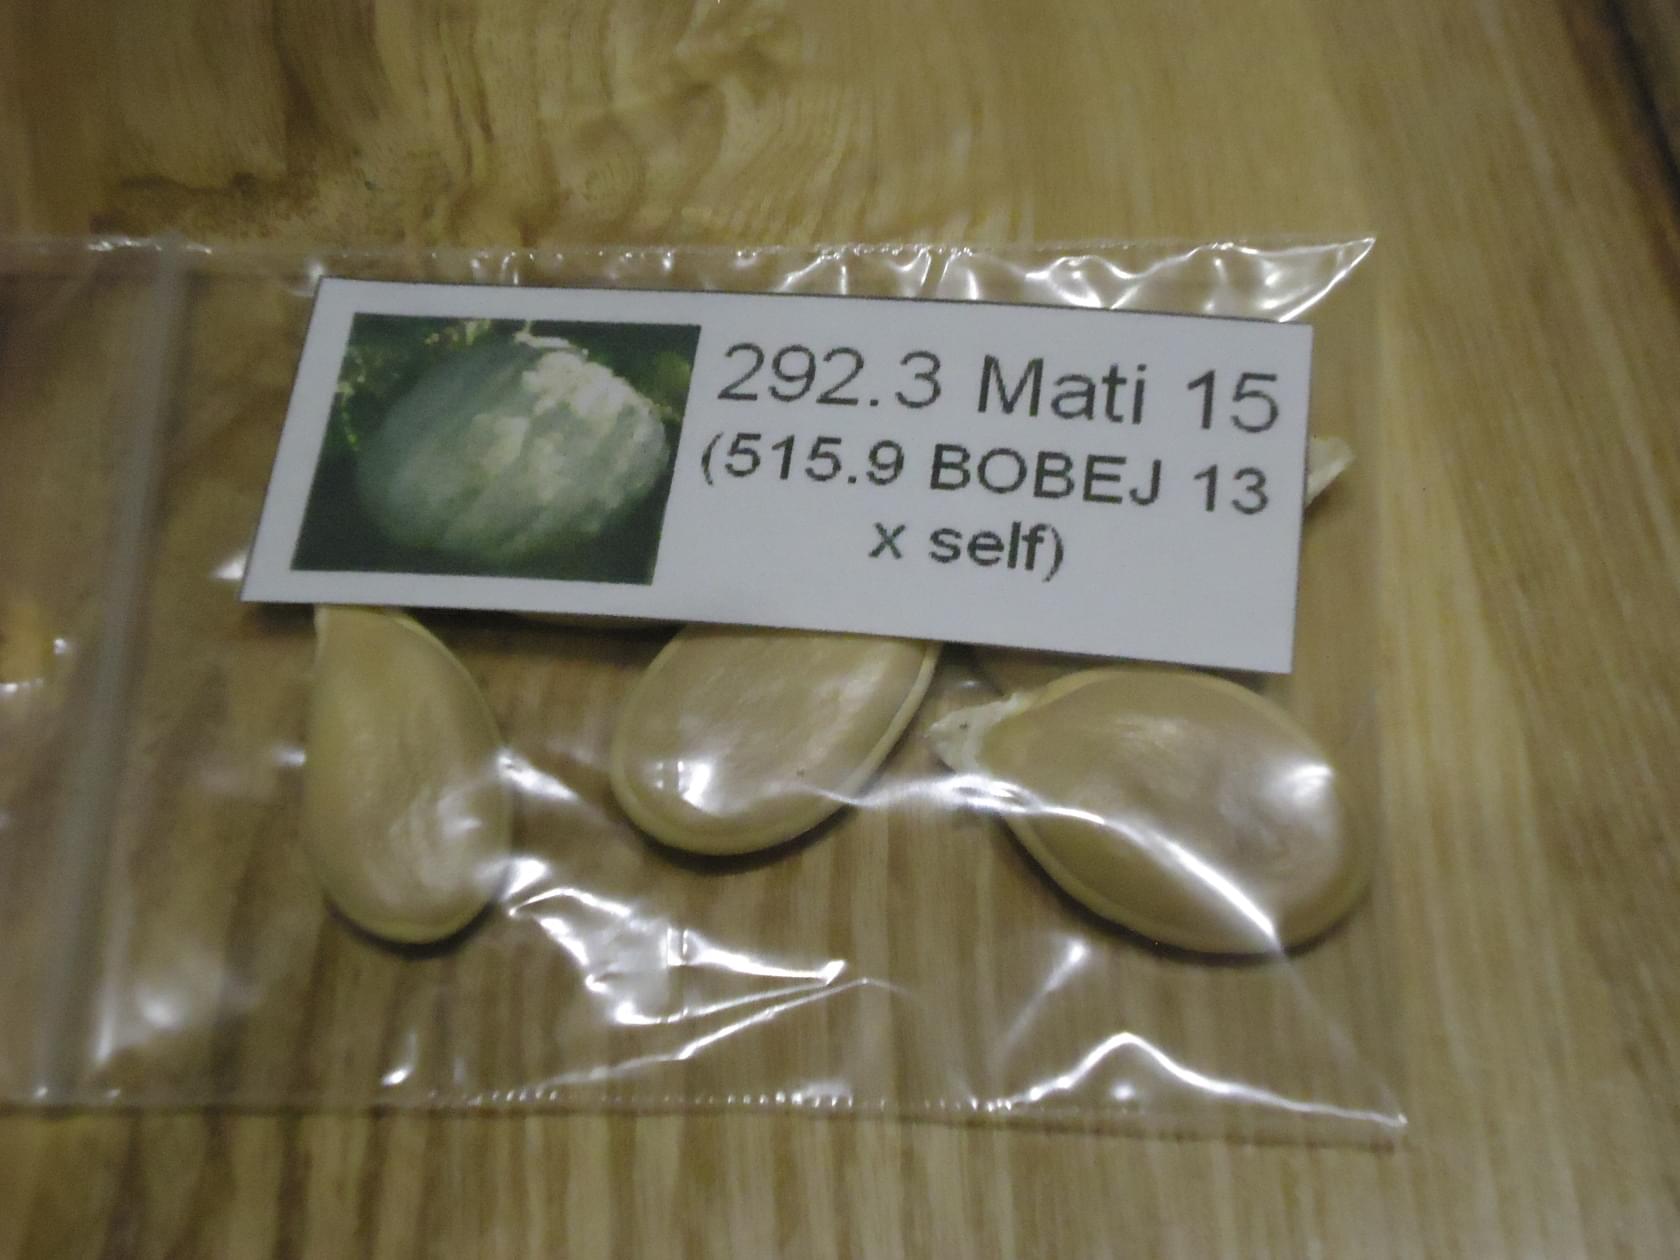 292.3 Mati 15
(515.9 BOBEJ 13
x self)